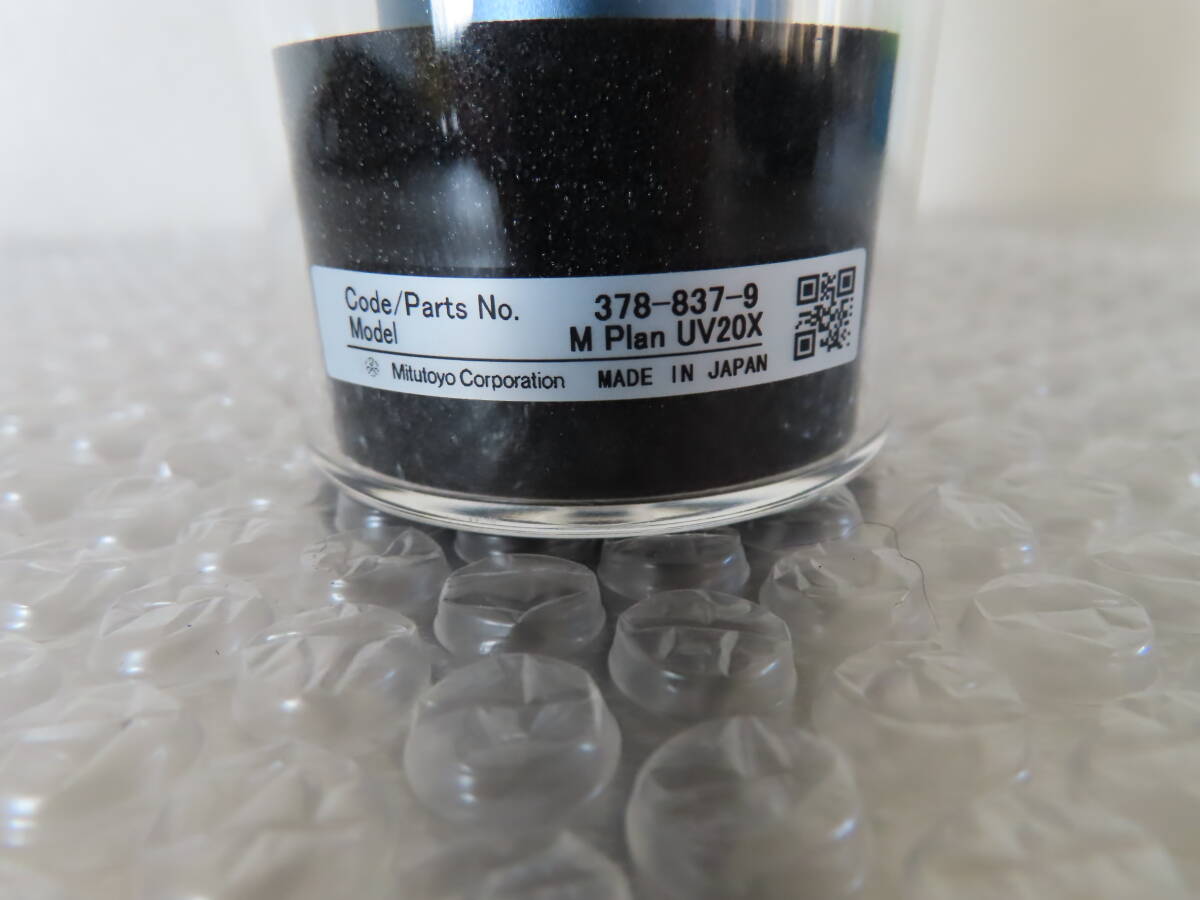 Code/Parts No. 378-837-9
Model M Plan UV20X
Mitutoyo Corporation MADE IN JAPAN